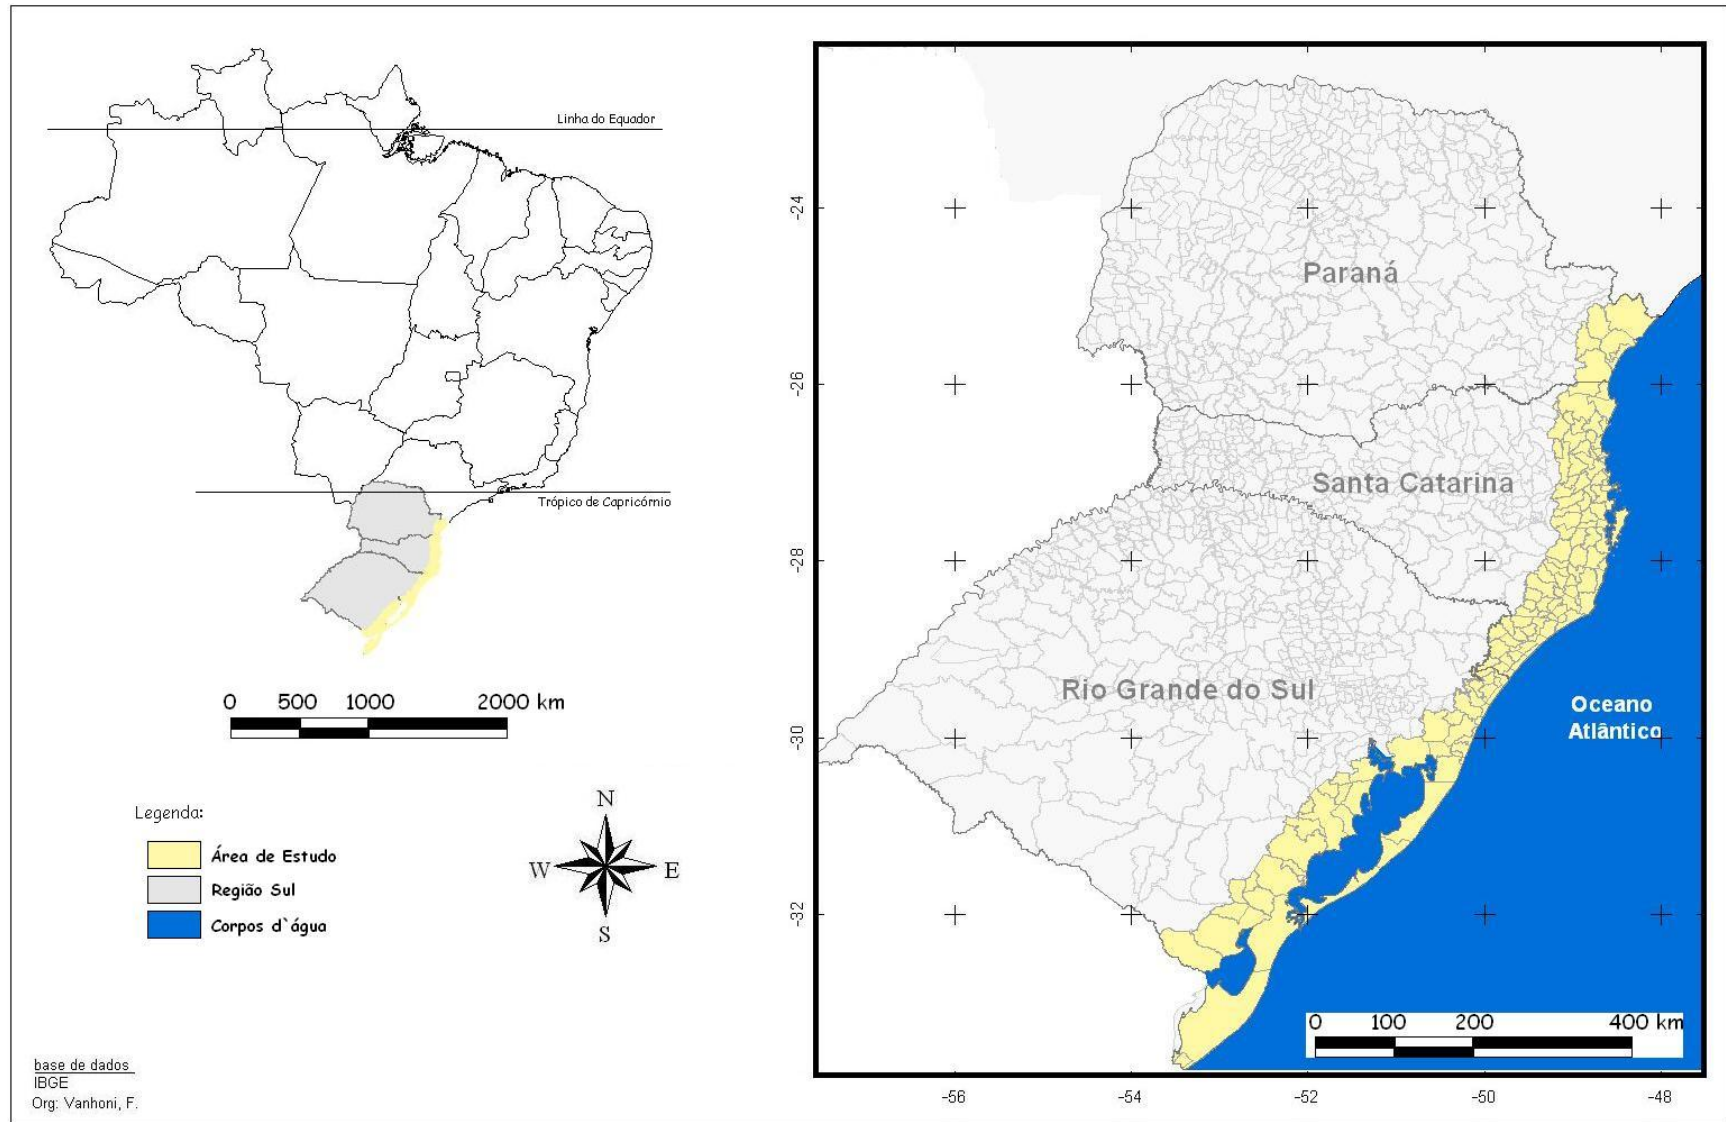 Linha do Equador
Trópico de Capricórnio
0 500 1000 2000 km
Legenda:
Área de Estudo
Região Sul
Corpos d`água
N
W E
S
base de dados
IBGE
Org: Vanhoni, F.
Paraná
Santa Catarina
Rio Grande do Sul
Oceano
Atlântico
-24
-26
-28
-30
-32
0 100 200 400 km
-56 -54 -52 -50 -48